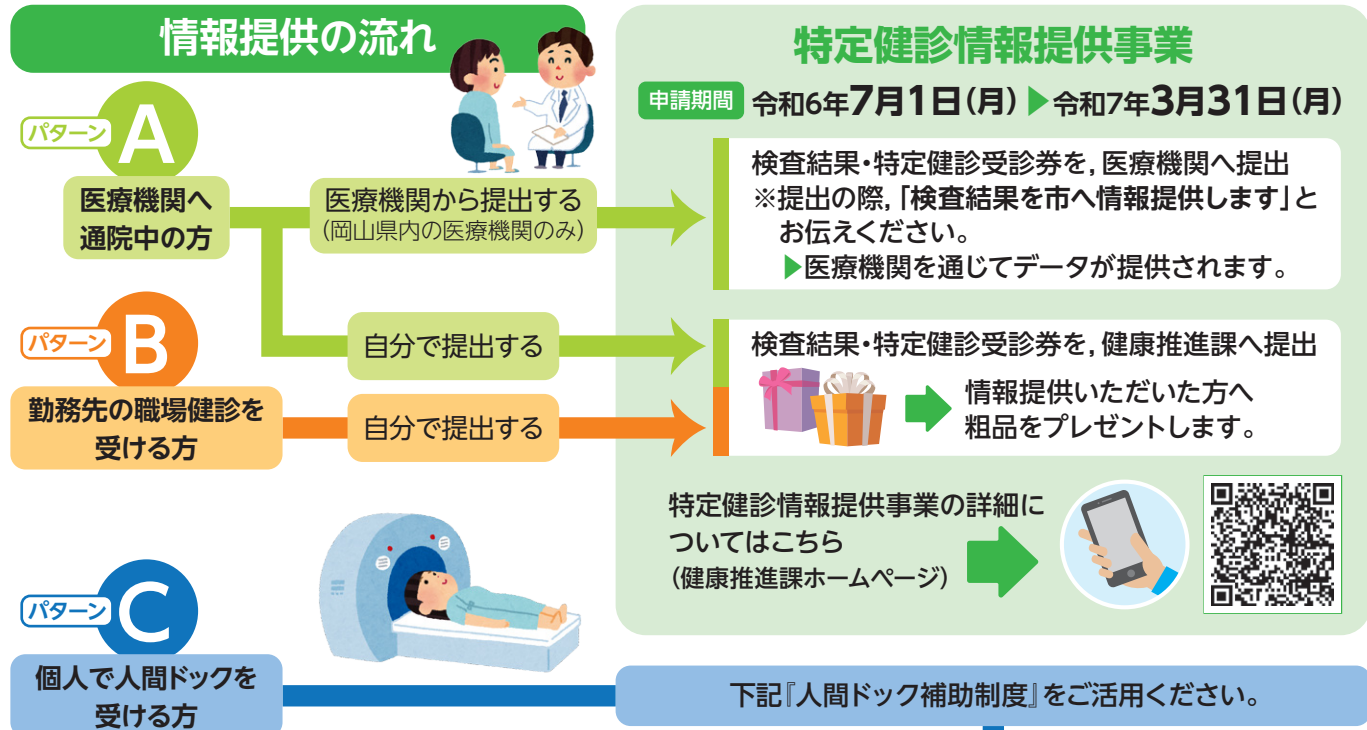 情報提供の流れ
パターン A
医療機関へ
通院中の方
医療機関から提出する
（岡山県内の医療機関のみ）
自分で提出する
パターン B
勤務先の職場健診を
受ける方
自分で提出する
パターン C
個人で人間ドックを
受ける方
特定健診情報提供事業
申請期間 令和6年7月1日（月）▶令和7年3月31日（月）
検査結果・特定健診受診券を，医療機関へ提出
※提出の際，「検査結果を市へ情報提供します」と
お伝えください。
▶医療機関を通じてデータが提供されます。
検査結果・特定健診受診券を，健康推進課へ提出
情報提供いただいた方へ
粗品をプレゼントします。
特定健診情報提供事業の詳細に
ついてはこちら
（健康推進課ホームページ）
下記『人間ドック補助制度』をご活用ください。